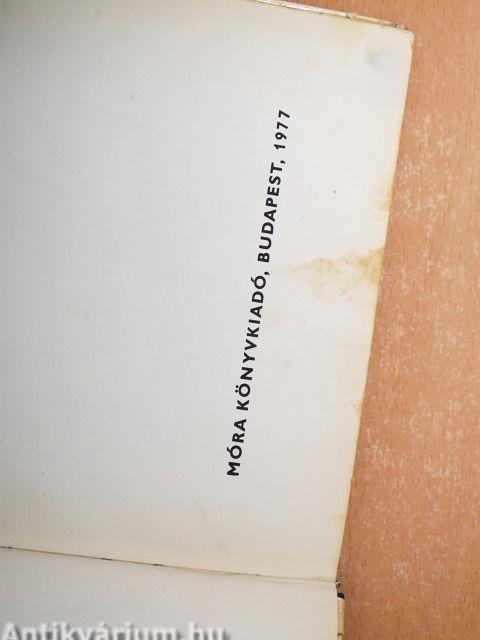 MÓRA KÖNYVKIADÓ, BUDAPEST, 1977
Antikvárium.hu